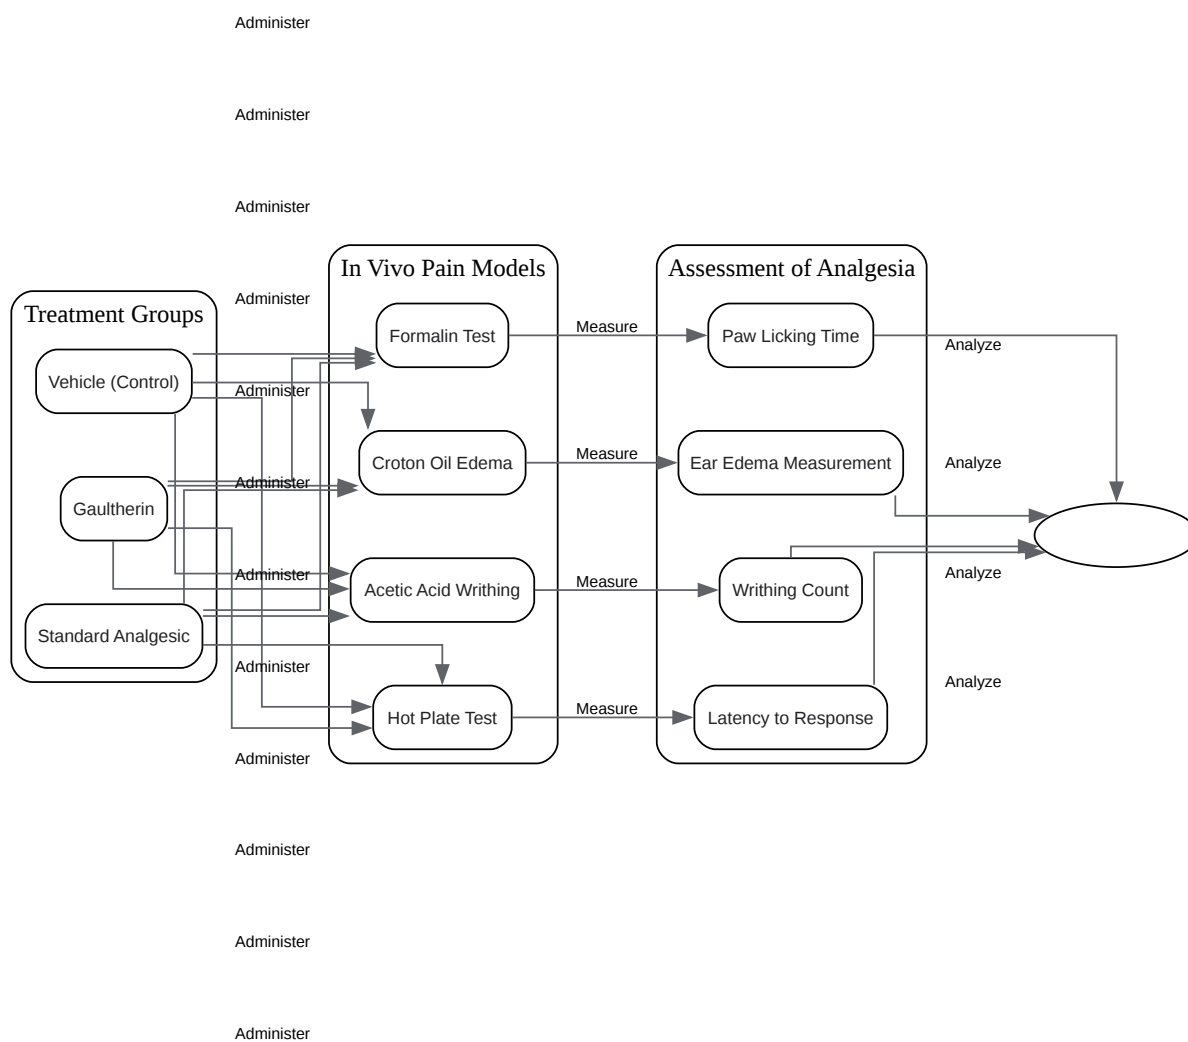 Administer
Administer
Administer
In Vivo Pain Models
Assessment of Analgesia
Administer
Treatment Groups
Formalin Test
Measure
Paw Licking Time
Analyze
Vehicle (Control)
Administer
Croton Oil Edema
Measure
Ear Edema Measurement
Analyze
Administer
Gaultherin
Administer
Acetic Acid Writhing
Measure
Writhing Count
Analyze
Standard Analgesic
Administer
Analyze
Hot Plate Test
Measure
Latency to Response
Administer
Administer
Administer
Administer